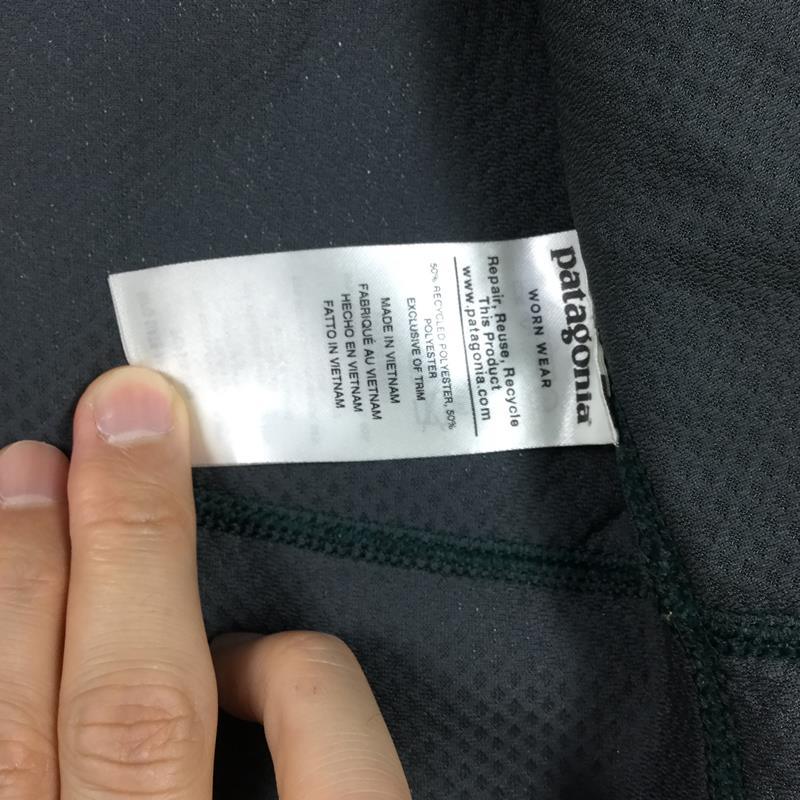 patagonia
WORN WEAR
Repair, Reuse, Recycle
This Product
www.patagonia.com
50% RECYCLED POLYESTER, 50%
POLYESTER
EXCLUSIVE OF TRIM
MADE IN VIETNAM
FABRIQUÉ AU VIETNAM
HECHO EN VIETNAM
FATTO IN VIETNAM